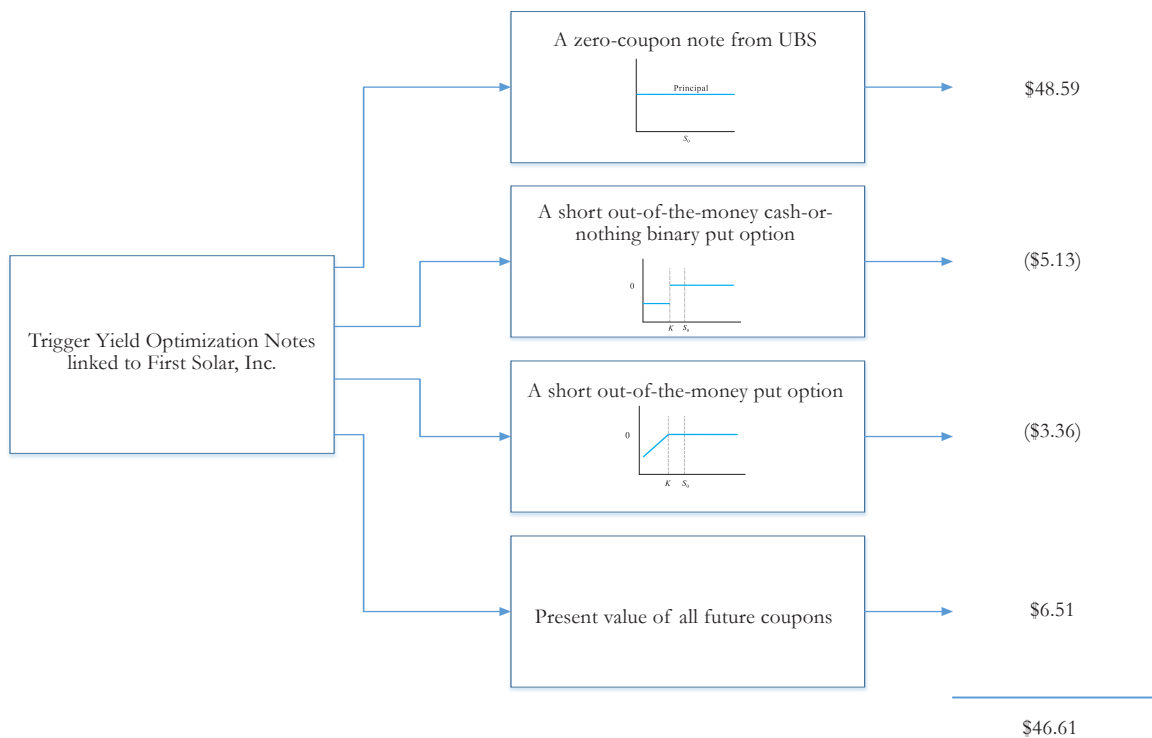 A zero-coupon note from UBS
Principal
S₀
$48.59
A short out-of-the-money cash-or-
nothing binary put option
0
K S₀
($5.13)
Trigger Yield Optimization Notes
linked to First Solar, Inc.
A short out-of-the-money put option
0
K S₀
($3.36)
Present value of all future coupons
$6.51
$46.61